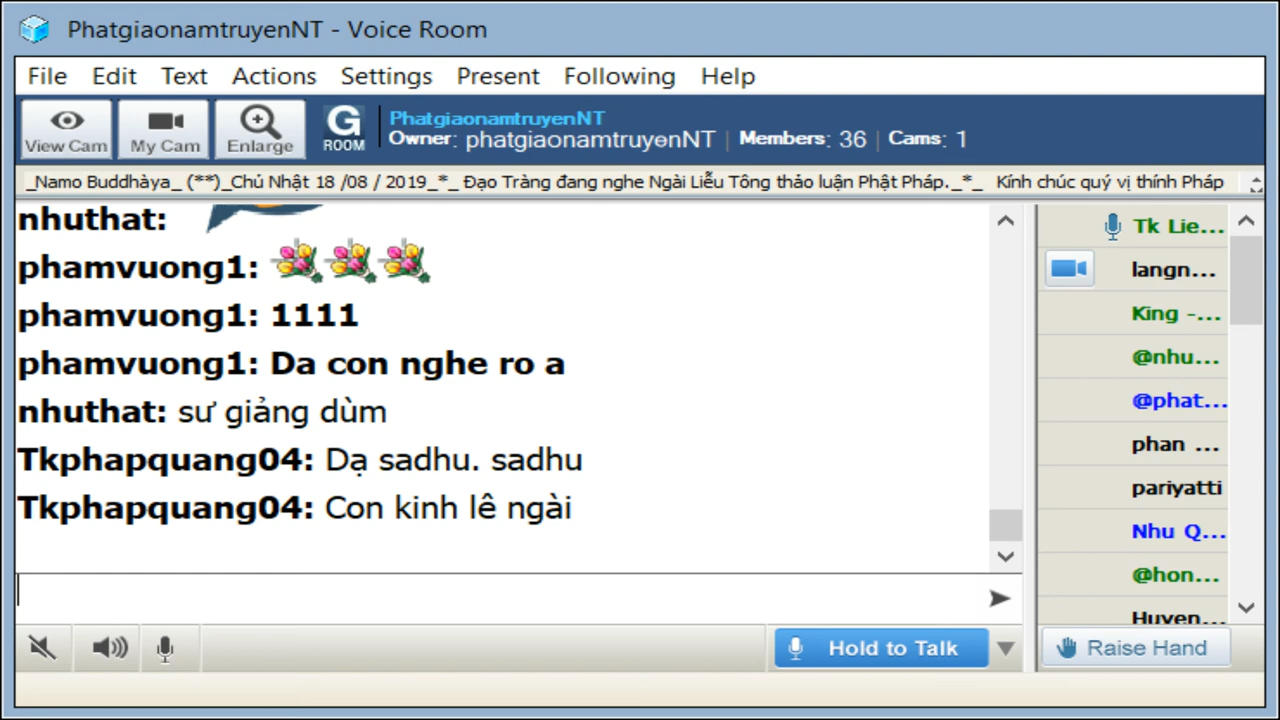 PhatgiaonamtruyenNT - Voice Room
File Edit Text Actions Settings Present Following Help
View Cam My Cam Enlarge G ROOM
PhatgiaonamtruyenNT
Owner: phatgiaonamtruyenNT | Members: 36 | Cams: 1
_Namo Buddhàya_ (**)_Chủ Nhật 18 /08 / 2019_*_ Đạo Tràng đang nghe Ngài Liễu Tông thảo luận Phật Pháp._*_ Kính chúc quý vị thính Pháp
nhuthat:
phamvuong1:
phamvuong1: 1111
phamvuong1: Da con nghe ro a
nhuthat: sư giảng dùm
Tkphapquang04: Dạ sadhu. sadhu
Tkphapquang04: Con kinh lê ngài
Tk Lie...
langn...
King -...
@nhu...
@phat...
phan ...
pariyatti
Nhu Q...
@hon...
Huyen...
Hold to Talk
Raise Hand